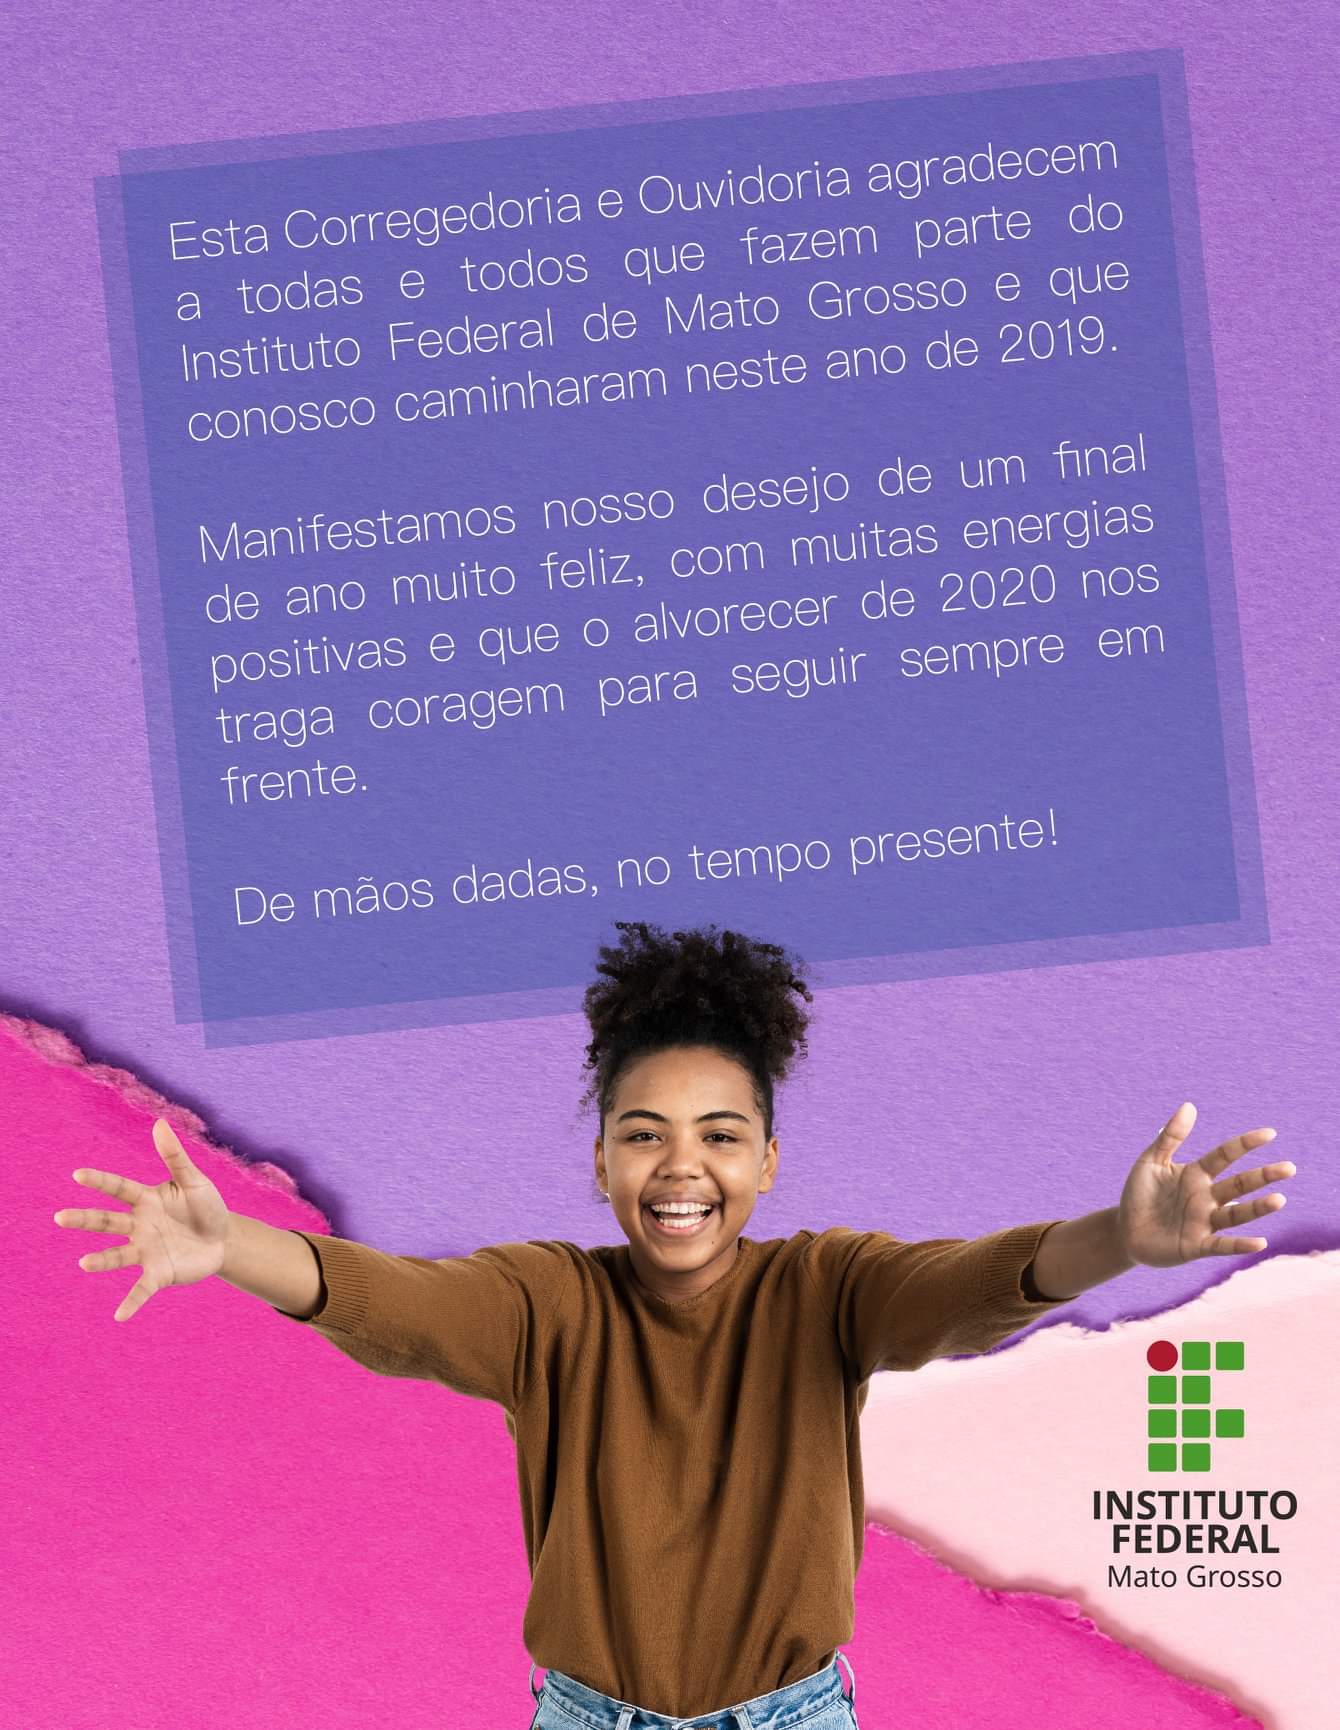 Esta Corregedoria e Ouvidoria agradecem
a todas e todos que fazem parte do
Instituto Federal de Mato Grosso e que
conosco caminharam neste ano de 2019.
Manifestamos nosso desejo de um final
de ano muito feliz, com muitas energias
positivas e que o alvorecer de 2020 nos
traga coragem para seguir sempre em
frente.
De mãos dadas, no tempo presente!
INSTITUTO
FEDERAL
Mato Grosso